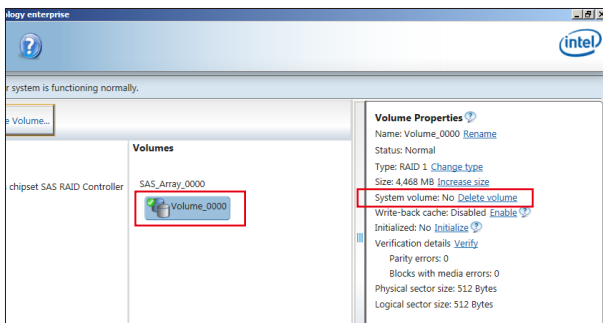 ology enterprise
intel
r system is functioning normally.
e Volume...
Volumes
chipset SAS RAID Controller
SAS_Array_0000
Volume_0000
Volume Properties
Name: Volume_0000 Rename
Status: Normal
Type: RAID 1 Change type
Size: 4,468 MB Increase size
System volume: No Delete volume
Write-back cache: Disabled Enable
Initialized: No Initialize
Verification details Verify
Parity errors: 0
Blocks with media errors: 0
Physical sector size: 512 Bytes
Logical sector size: 512 Bytes